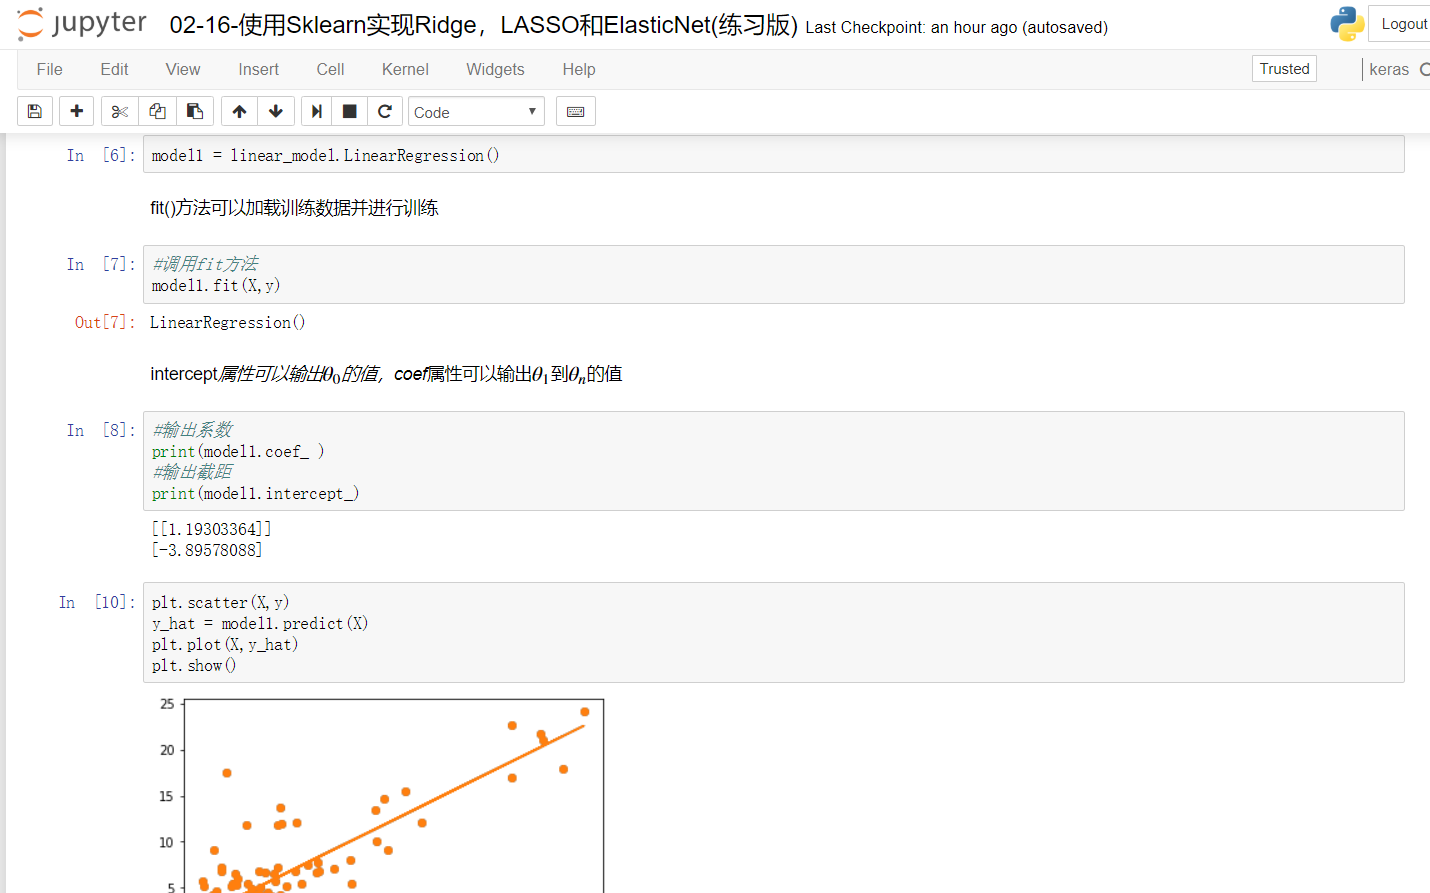 jupyter 02-16-使用Sklearn实现Ridge，LASSO和ElasticNet(练习版) Last Checkpoint: an hour ago (autosaved) Logout
File Edit View Insert Cell Kernel Widgets Help Trusted keras
Code
In [6]: model1 = linear_model.LinearRegression()
fit()方法可以加载训练数据并进行训练
In [7]: #调用fit方法
model1.fit(X,y)
Out[7]: LinearRegression()
intercept属性可以输出θ0的值，coef属性可以输出θ1到θn的值
In [8]: #输出系数
print(model1.coef_ )
#输出截距
print(model1.intercept_)
[[1.19303364]]
[-3.89578088]
In [10]: plt.scatter(X,y)
y_hat = model1.predict(X)
plt.plot(X,y_hat)
plt.show()
25
20
15
10
5